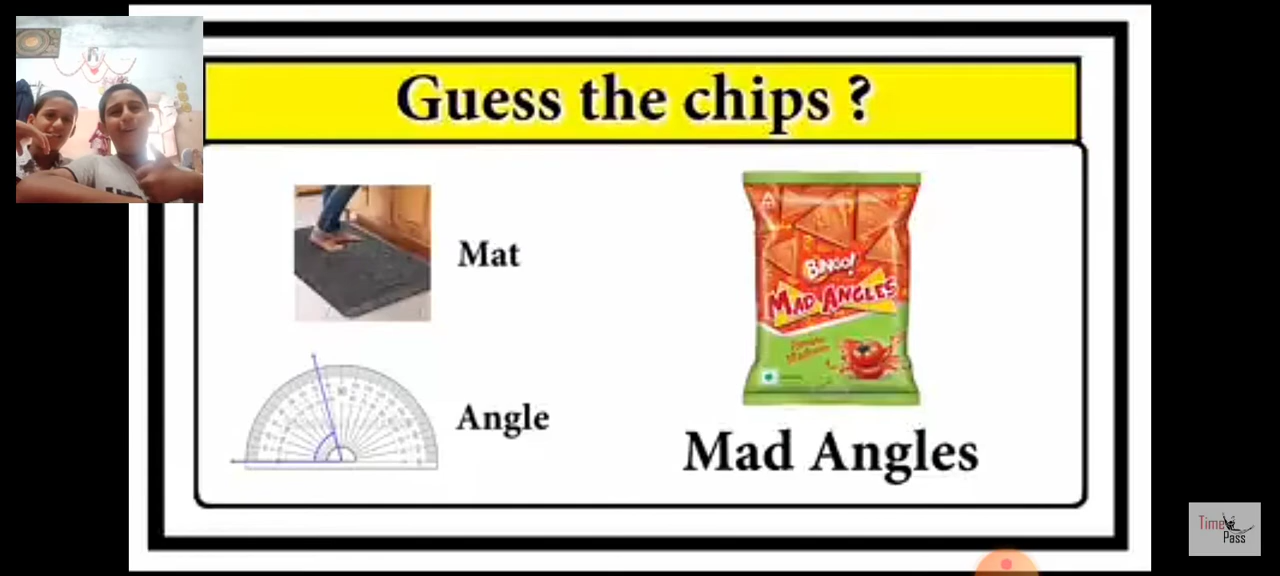 Guess the chips ?
Mat
BiNGO!
MAD ANGLES
Angle
Mad Angles
Time
Pass